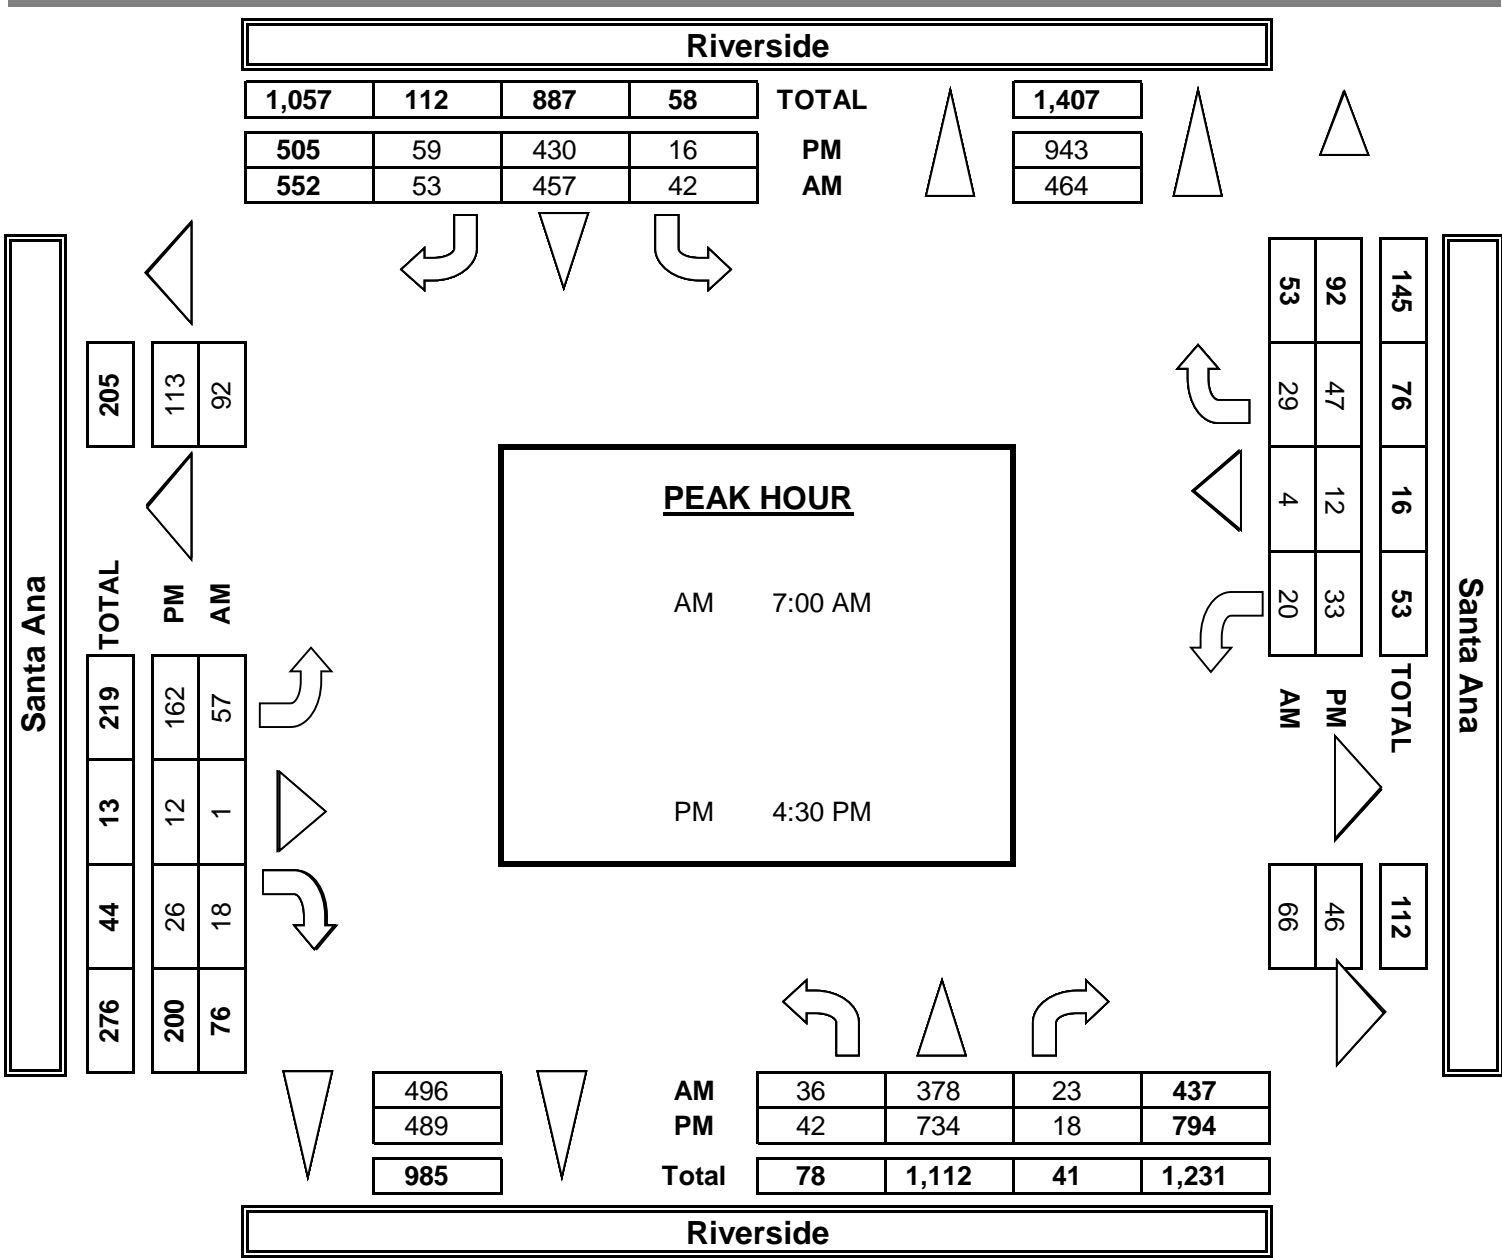 Riverside
1,057 112 887 58 TOTAL 1,407
505 59 430 16 PM 943
552 53 457 42 AM 464
Santa Ana
205 113 92
TOTAL PM AM
219 162 57
13 12 1
44 26 18
276 200 76
PEAK HOUR
AM 7:00 AM
PM 4:30 PM
53 92 145
29 47 76
4 12 16
20 33 53
AM PM TOTAL
66 46 112
Santa Ana
496 AM 36 378 23 437
489 PM 42 734 18 794
985 Total 78 1,112 41 1,231
Riverside